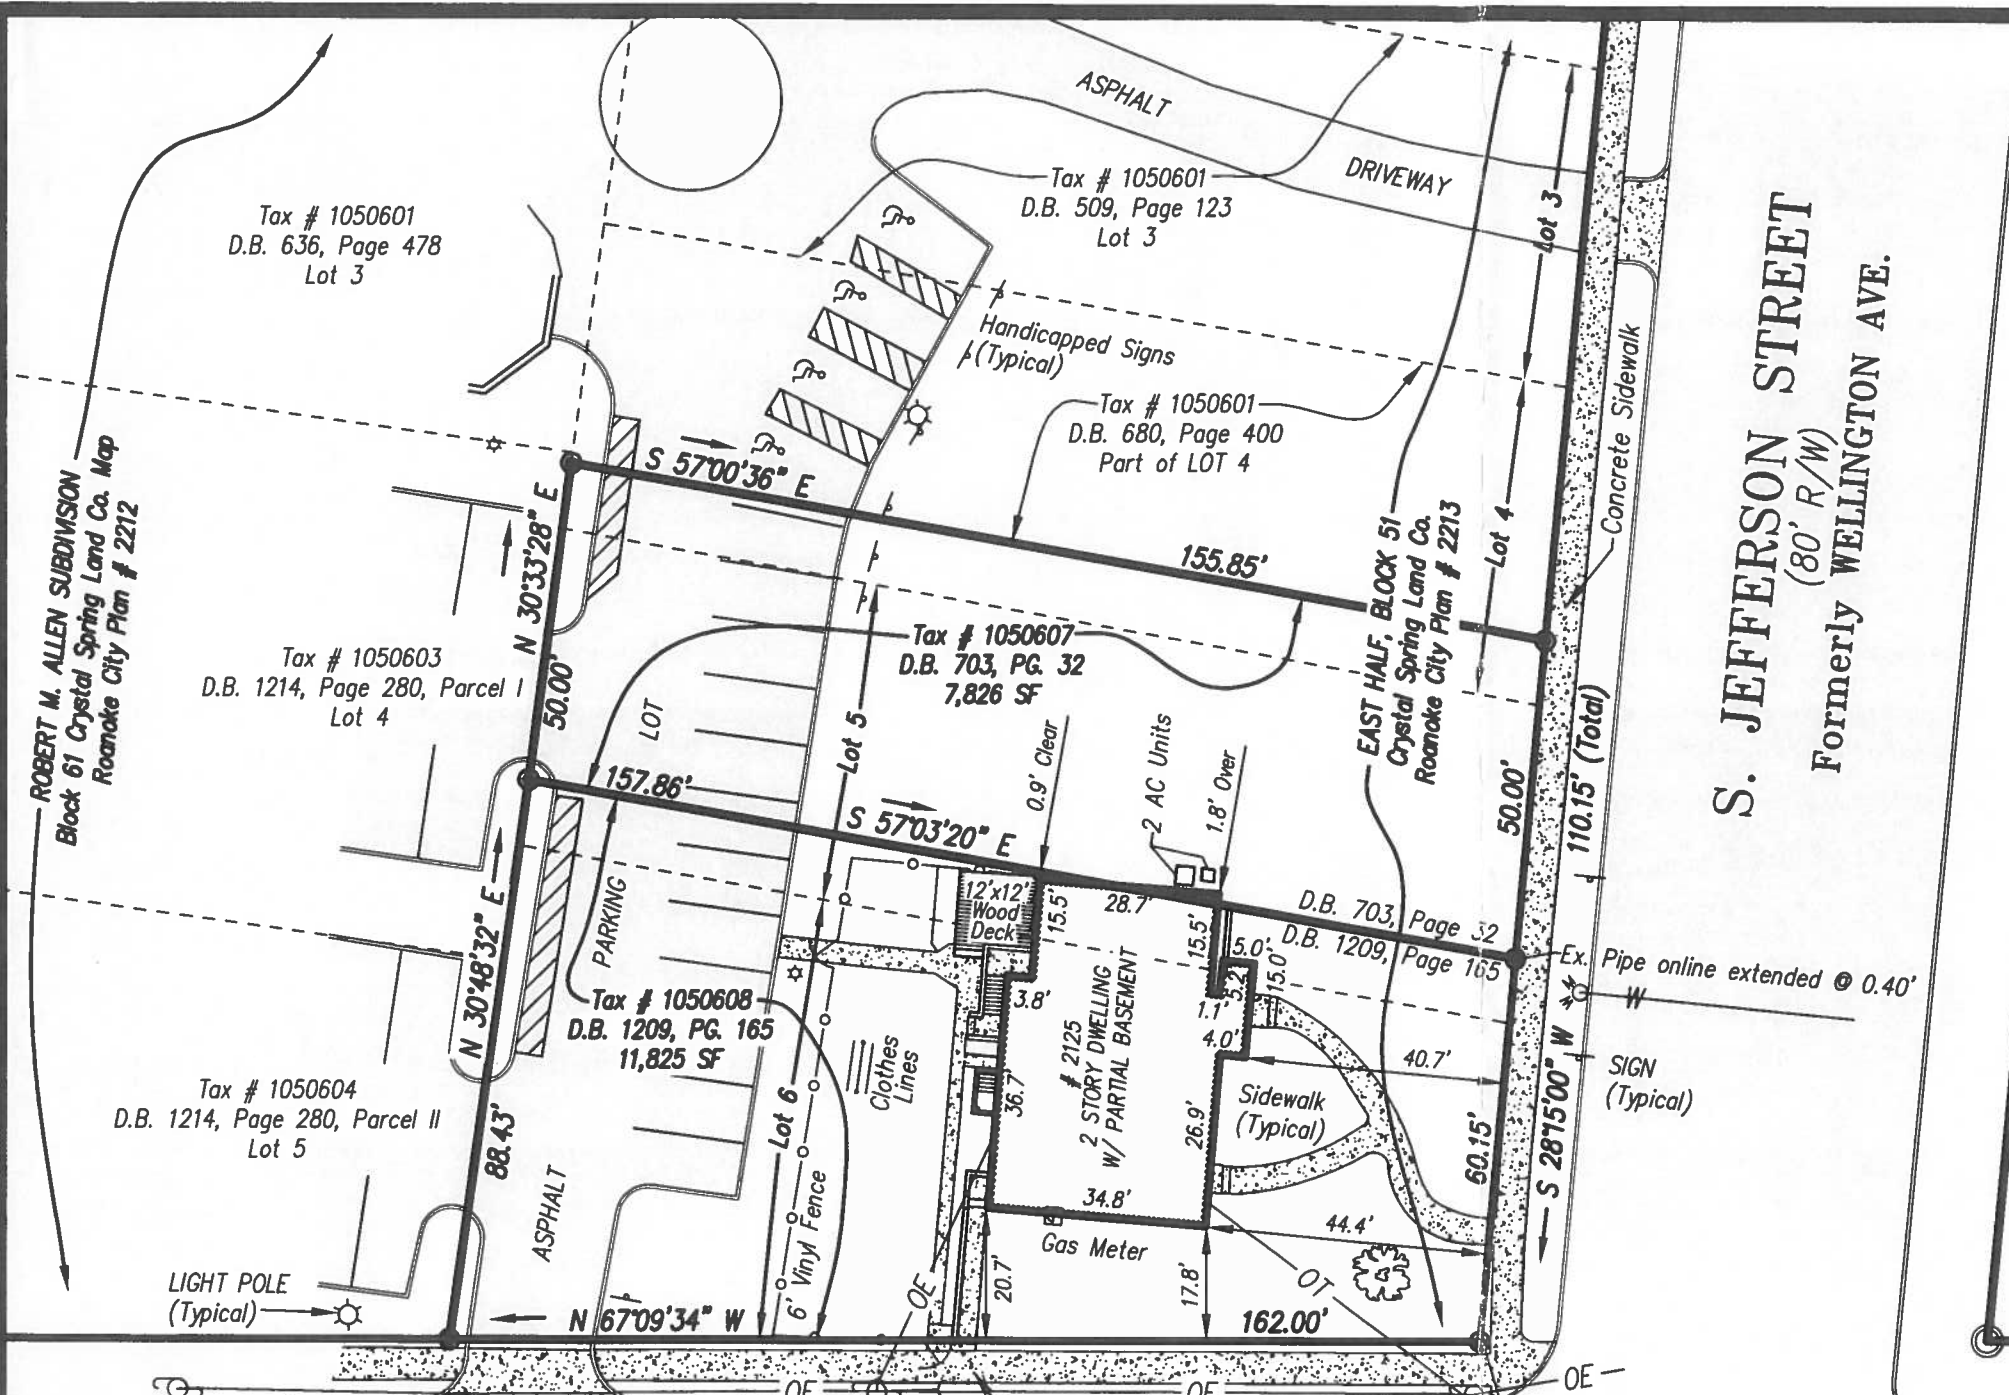 ASPHALT
DRIVEWAY
Tax # 1050601
D.B. 509, Page 123
Lot 3
Lot 3
Tax # 1050601
D.B. 636, Page 478
Lot 3
Handicapped Signs
(Typical)
Tax # 1050601
D.B. 680, Page 400
Part of LOT 4
Concrete Sidewalk
S. JEFFERSON STREET
(80' R/W)
Formerly WELLINGTON AVE.
ROBERT M. ALLEN SUBDIVISION
Block 61 Crystal Spring Land Co. Map
Roanoke City Plan # 2212
S 57°00'36" E
155.85'
N 30°33'28" E
50.00'
EAST HALF, BLOCK 51
Crystal Spring Land Co.
Roanoke City Plan # 2213
Lot 4
Tax # 1050603
D.B. 1214, Page 280, Parcel I
Lot 4
Tax # 1050607
D.B. 703, PG. 32
7,826 SF
LOT
Lot 5
0.9' Clear
2 AC Units
1.8' Over
50.00'
110.15' (Total)
157.86'
S 57°03'20" E
12'x12'
Wood
Deck
15.5'
28.7'
15.5'
D.B. 703, Page 32
D.B. 1209, Page 165
Ex. Pipe online extended @ 0.40'
W
PARKING
N 30°48'32" E
88.43'
Tax # 1050608
D.B. 1209, PG. 165
11,825 SF
3.8'
5.0'
5.2'
15.0'
1.1'
4.0'
# 2125
2 STORY DWELLING
W/ PARTIAL BASEMENT
40.7'
Clothes
Lines
36.7'
26.9'
Sidewalk
(Typical)
SIGN
(Typical)
60.15'
S 28°15'00" W
Tax # 1050604
D.B. 1214, Page 280, Parcel II
Lot 5
Lot 6
6' Vinyl Fence
ASPHALT
34.8'
Gas Meter
44.4'
20.7'
17.8'
OE
OT
LIGHT POLE
(Typical)
N 67°09'34" W
162.00'
OE
OE
OE